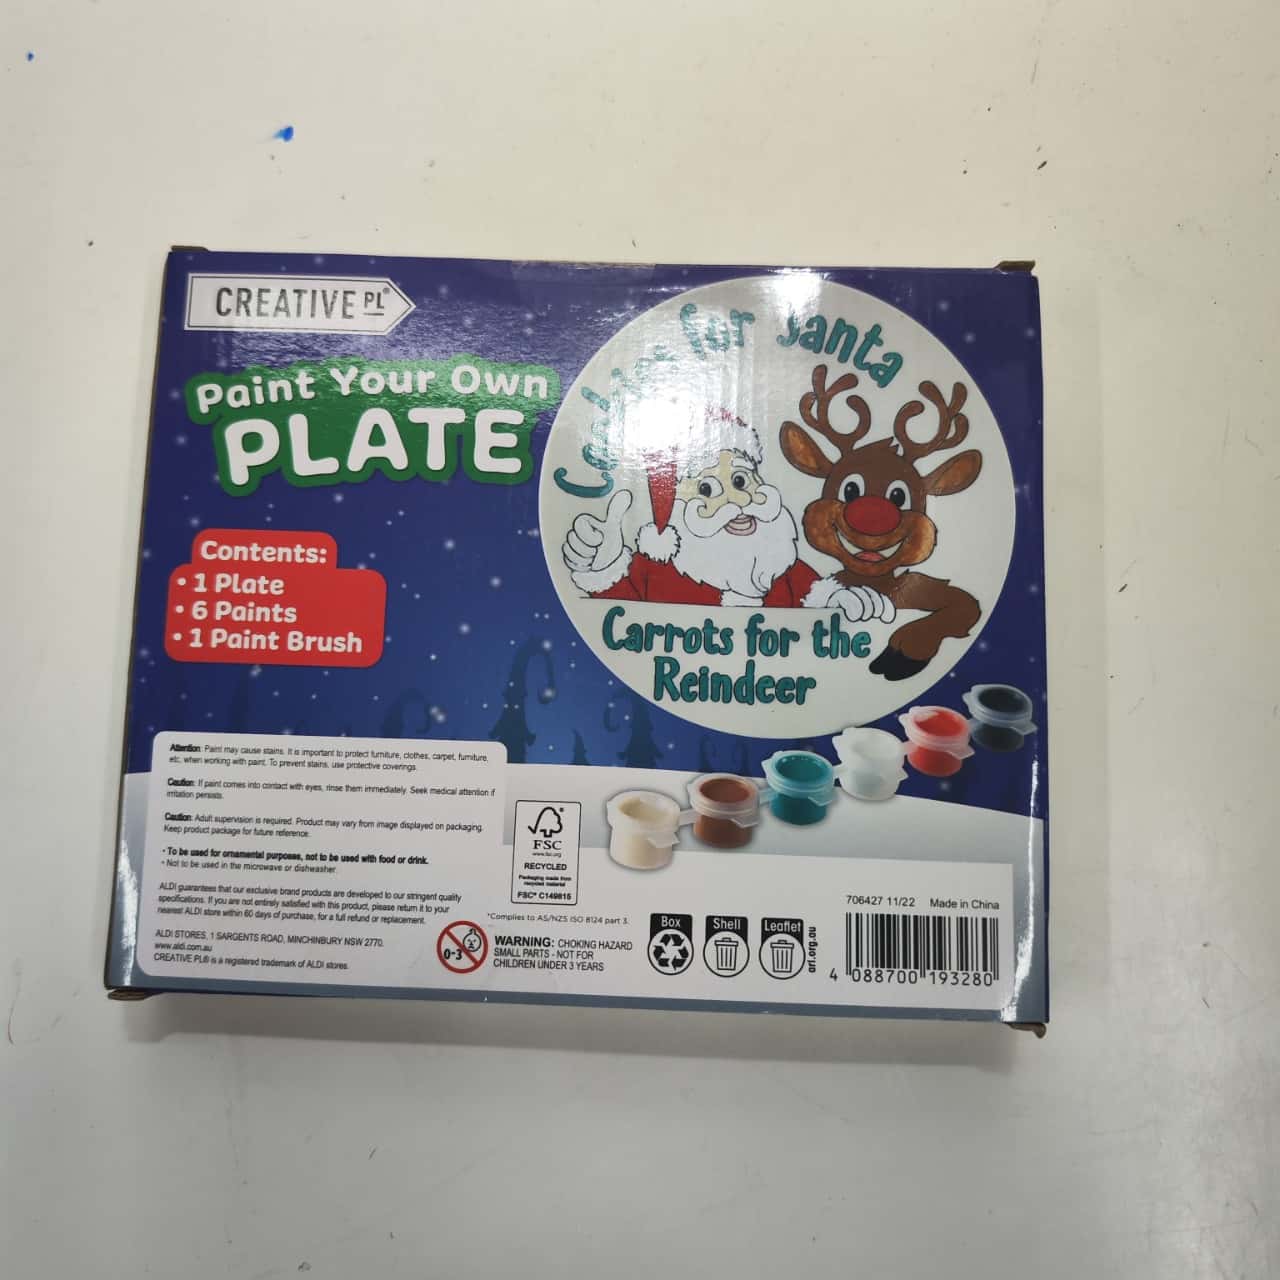 CREATIVE PL®
Paint Your Own
PLATE
Contents:
• 1 Plate
• 6 Paints
• 1 Paint Brush
Cookies for Santa
Carrots for the
Reindeer
Attention: Paint may cause stains. It is important to protect furniture, clothes, carpet, furniture,
etc, when working with paint. To prevent stains, use protective coverings.
Caution: If paint comes into contact with eyes, rinse them immediately. Seek medical attention if
irritation persists.
Caution: Adult supervision is required. Product may vary from image displayed on packaging.
Keep product package for future reference.
• To be used for ornamental purposes, not to be used with food or drink.
• Not to be used in the microwave or dishwasher.
ALDI guarantees that our exclusive brand products are developed to our stringent quality
specifications. If you are not entirely satisfied with this product, please return it to your
nearest ALDI store within 60 days of purchase, for a full refund or replacement.
ALDI STORES, 1 SARGENTS ROAD, MINCHINBURY NSW 2770.
www.aldi.com.au
CREATIVE PL® is a registered trademark of ALDI stores.
FSC
www.fsc.org
RECYCLED
Packaging made from
recycled material
FSC® C149815
*Complies to AS/NZS ISO 8124 part 3.
0-3
WARNING: CHOKING HAZARD
SMALL PARTS - NOT FOR
CHILDREN UNDER 3 YEARS
Box
Shell
Leaflet
arl.org.au
706427 11/22 Made in China
4 088700 193280